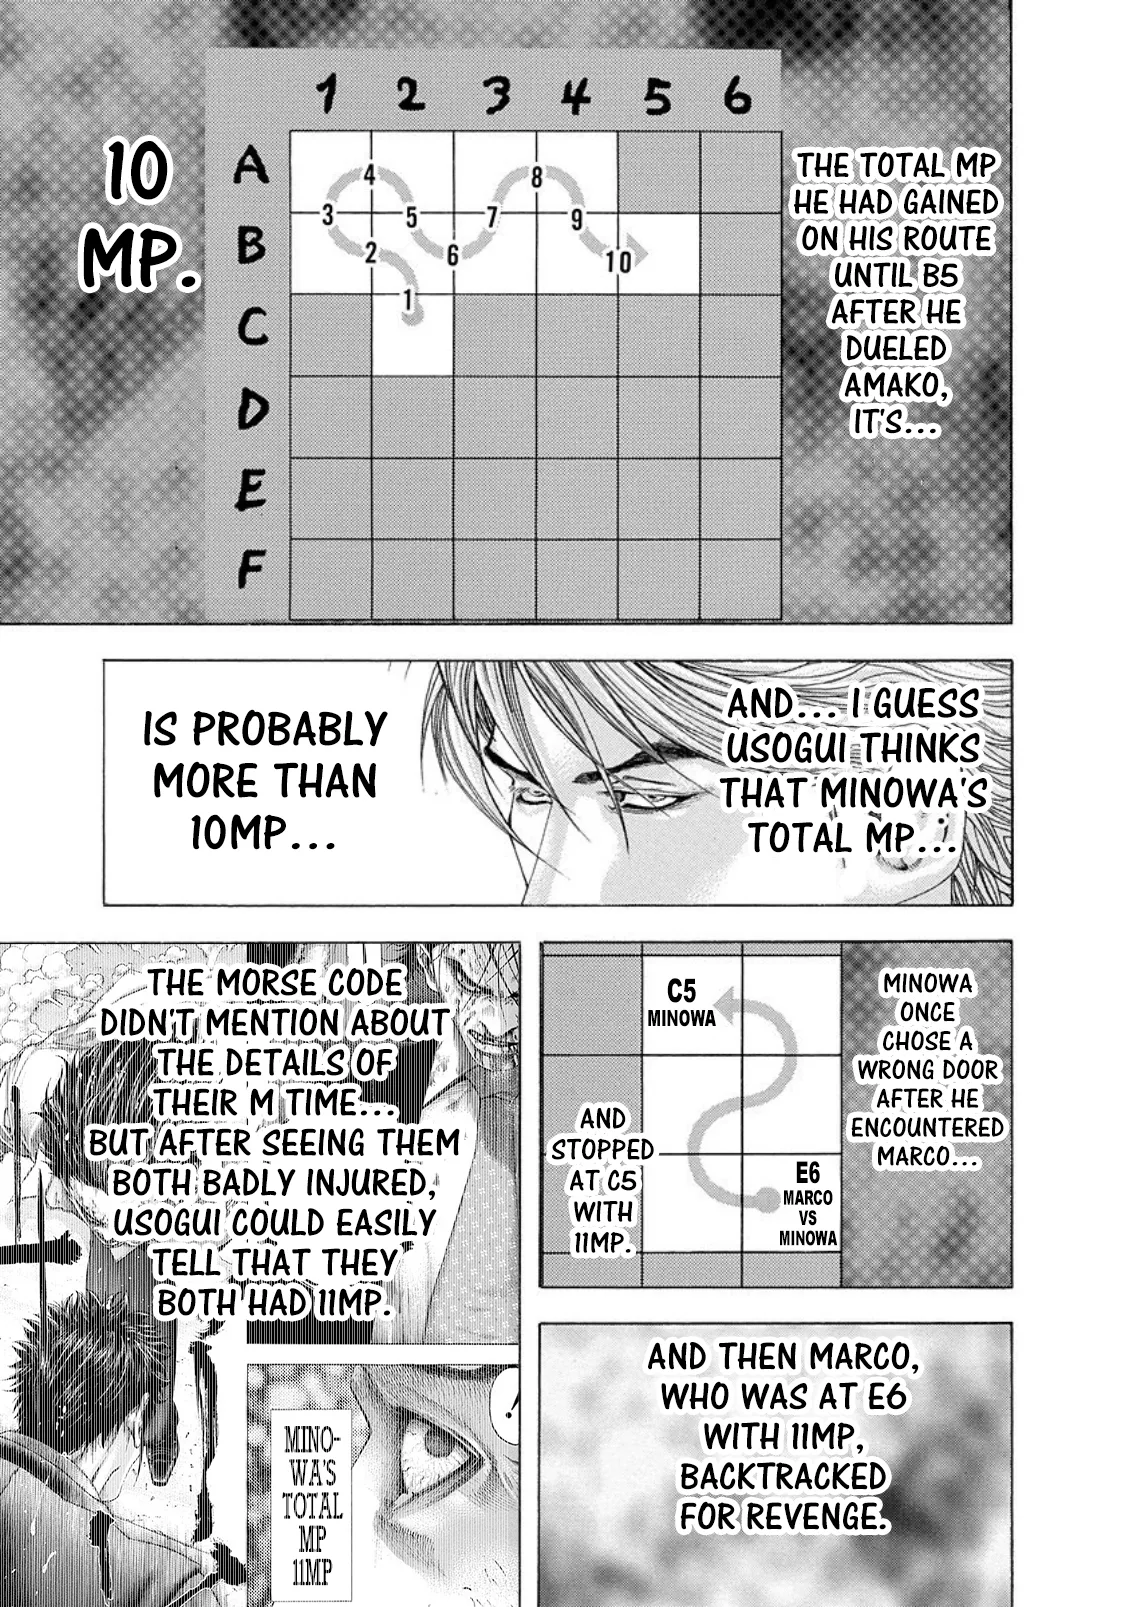 THE TOTAL MP
HE HAD GAINED
ON HIS ROUTE
UNTIL B5
AFTER HE
DUELED
AMAKO,
IT'S...
1 2 3 4 5 6
A
B
C
D
E
F
1
2
3
4
5
6
7
8
9
10
10
MP.
AND... I GUESS
USOGUI THINKS
THAT MINOWA'S
TOTAL MP...
IS PROBABLY
MORE THAN
10MP...
MINOWA
ONCE
CHOSE A
WRONG DOOR
AFTER HE
ENCOUNTERED
MARCO...
C5
MINOWA
E6
MARCO
VS
MINOWA
AND
STOPPED
AT C5
WITH
11MP.
THE MORSE CODE
DIDN'T MENTION ABOUT
THE DETAILS OF
THEIR M TIME...
BUT AFTER SEEING THEM
BOTH BADLY INJURED,
USOGUI COULD EASILY
TELL THAT THEY
BOTH HAD 11MP.
AND THEN MARCO,
WHO WAS AT E6
WITH 11MP,
BACKTRACKED
FOR REVENGE.
!
MINO-
WA'S
TOTAL
MP
11MP